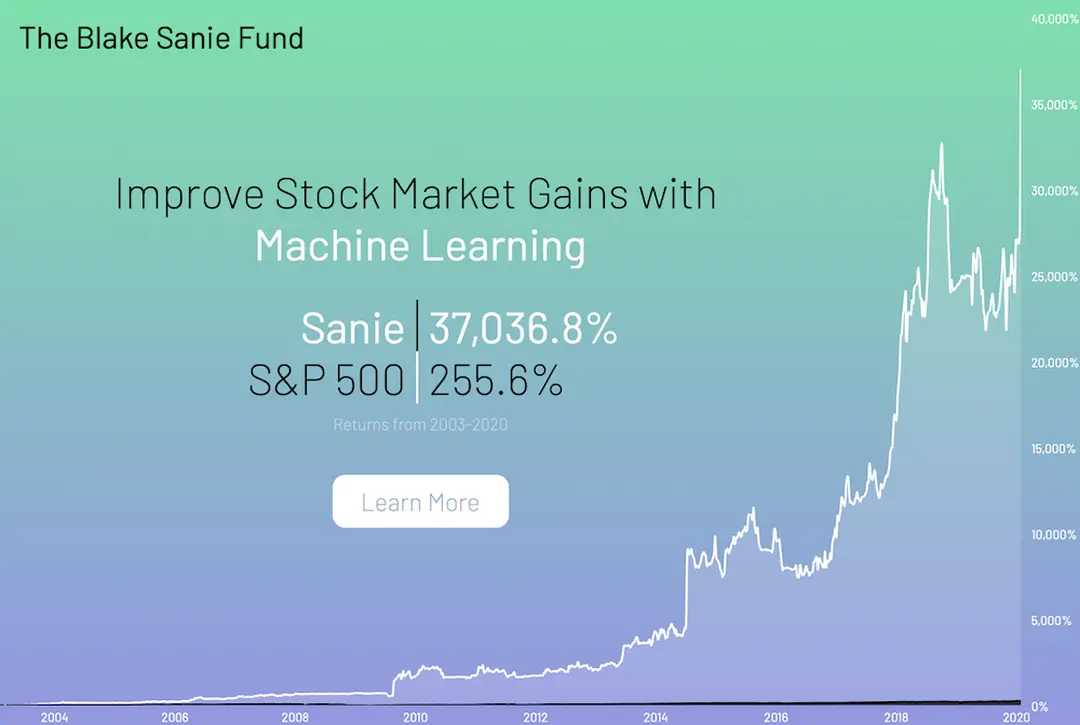 The Blake Sanie Fund
Improve Stock Market Gains with
Machine Learning
Sanie | 37,036.8%
S&P 500 | 255.6%
Returns from 2003-2020
Learn More
40,000%
35,000%
30,000%
25,000%
20,000%
15,000%
10,000%
5,000%
0%
2004 2006 2008 2010 2012 2014 2016 2018 2020